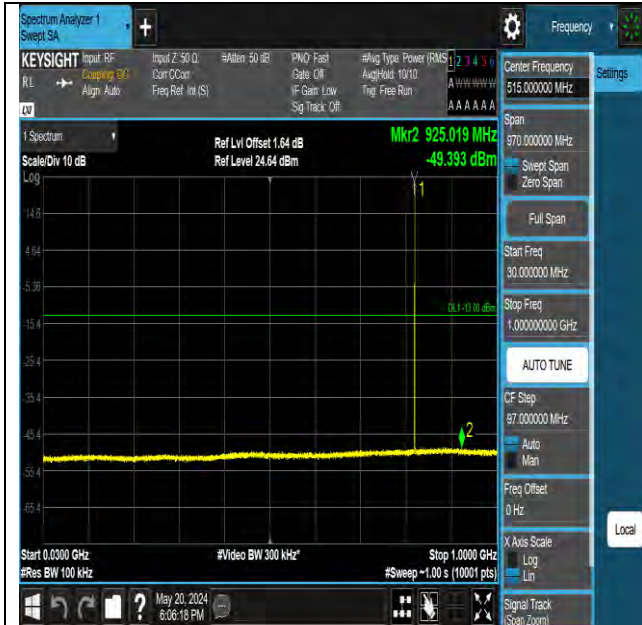 Spectrum Analyzer 1
Swept SA
+
Frequency
KEYSIGHT
RL
Input: RF
Coupling: DC
Align: Auto
Input Z: 50 Ω
Corr CCorr
Freq Ref: Int (S)
#Atten: 50 dB
PNO: Fast
Gate: Off
IF Gain: Low
Sig Track: Off
#Avg Type: Power (RMS)
Avg|Hold: 10/10
Trig: Free Run
1 2 3 4 5 6
A W W W W W
A A A A A A
1 Spectrum
Scale/Div 10 dB
Log
Ref Lvl Offset 1.64 dB
Ref Level 24.64 dBm
Mkr2 925.019 MHz
-49.393 dBm
1
14.6
4.64
-5.36
DL1 -13.00 dBm
-15.4
-25.4
-35.4
-45.4
2
-55.4
-65.4
Start 0.0300 GHz
#Res BW 100 kHz
#Video BW 300 kHz*
Stop 1.0000 GHz
#Sweep ~1.00 s (10001 pts)
May 20, 2024
6:06:18 PM
Settings
Center Frequency
515.000000 MHz
Span
970.000000 MHz
Swept Span
Zero Span
Full Span
Start Freq
30.000000 MHz
Stop Freq
1.000000000 GHz
AUTO TUNE
CF Step
97.000000 MHz
Auto
Man
Freq Offset
0 Hz
X Axis Scale
Log
Lin
Signal Track
(Span Zoom)
Local